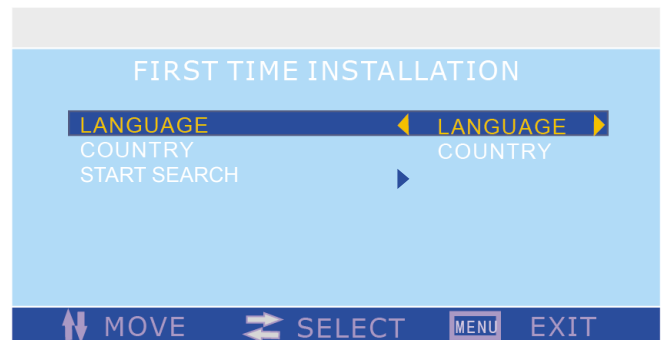 FIRST TIME INSTALLATION
LANGUAGE LANGUAGE
COUNTRY COUNTRY
START SEARCH
MOVE SELECT MENU EXIT